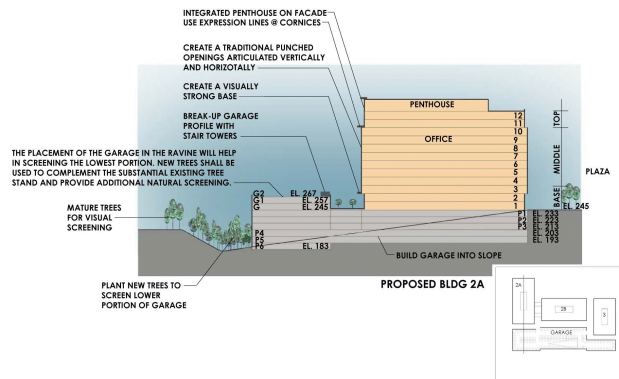 INTEGRATED PENTHOUSE ON FACADE
USE EXPRESSION LINES @ CORNICES
CREATE A TRADITIONAL PUNCHED
OPENINGS ARTICULATED VERTICALLY
AND HORIZOTALLY
CREATE A VISUALLY
STRONG BASE
BREAK-UP GARAGE
PROFILE WITH
STAIR TOWERS
THE PLACEMENT OF THE GARAGE IN THE RAVINE WILL HELP
IN SCREENING THE LOWEST PORTION. NEW TREES SHALL BE
USED TO COMPLEMENT THE SUBSTANTIAL EXISTING TREE
STAND AND PROVIDE ADDITIONAL NATURAL SCREENING.
MATURE TREES
FOR VISUAL
SCREENING
PLANT NEW TREES TO
SCREEN LOWER
PORTION OF GARAGE
G2 EL. 267
G1 EL. 257
G EL. 245
P4
P5
P6 EL. 183
PENTHOUSE
OFFICE
12
11
10
9
8
7
6
5
4
3
2
1
TOP
MIDDLE
BASE
PLAZA
EL. 245
P1 EL. 233
P2 EL. 223
P3 EL. 213
EL. 203
EL. 193
BUILD GARAGE INTO SLOPE
PROPOSED BLDG 2A
2A
2B
3
GARAGE